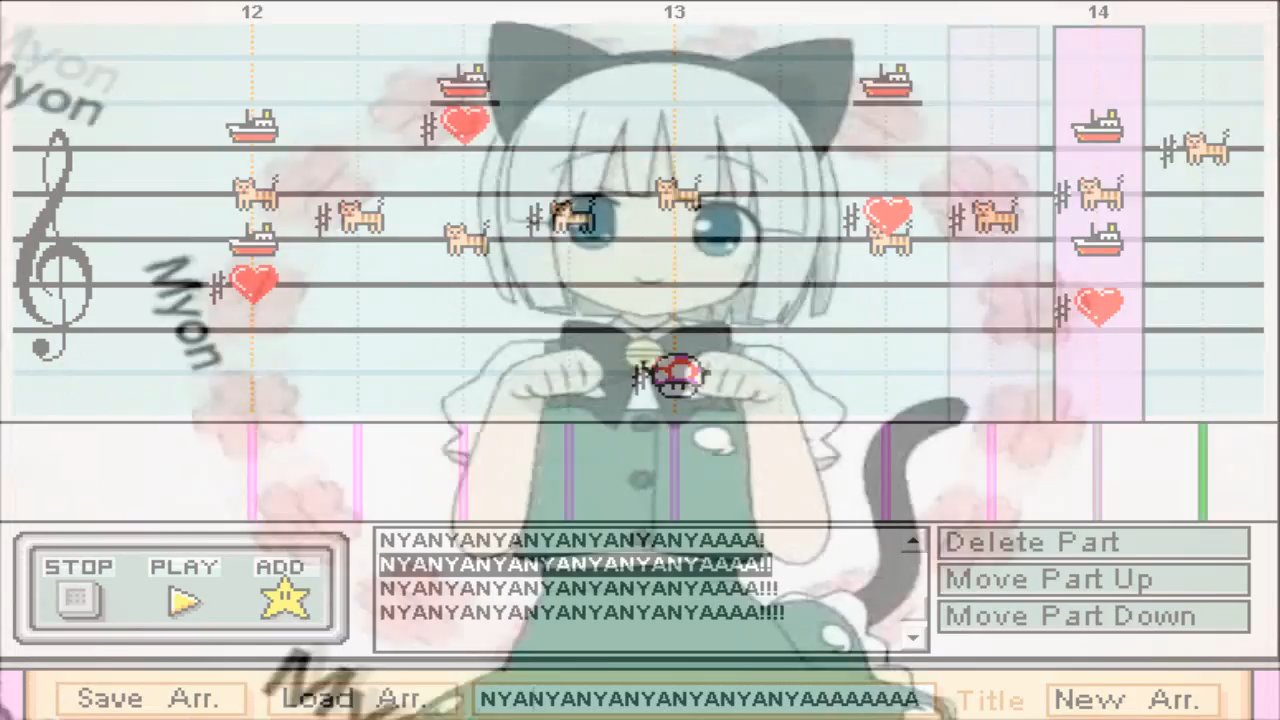 12 13 14
Myon
Myon
Myon
STOP PLAY ADD
NYANYANYANYANYANYANYAAAA!
NYANYANYANYANYANYANYAAAA!!
NYANYANYANYANYANYANYAAAA!!!
NYANYANYANYANYANYANYAAAA!!!!
Delete Part
Move Part Up
Move Part Down
Save Arr. Load Arr. NYANYANYANYANYANYANYAAAAAAAA Title New Arr.